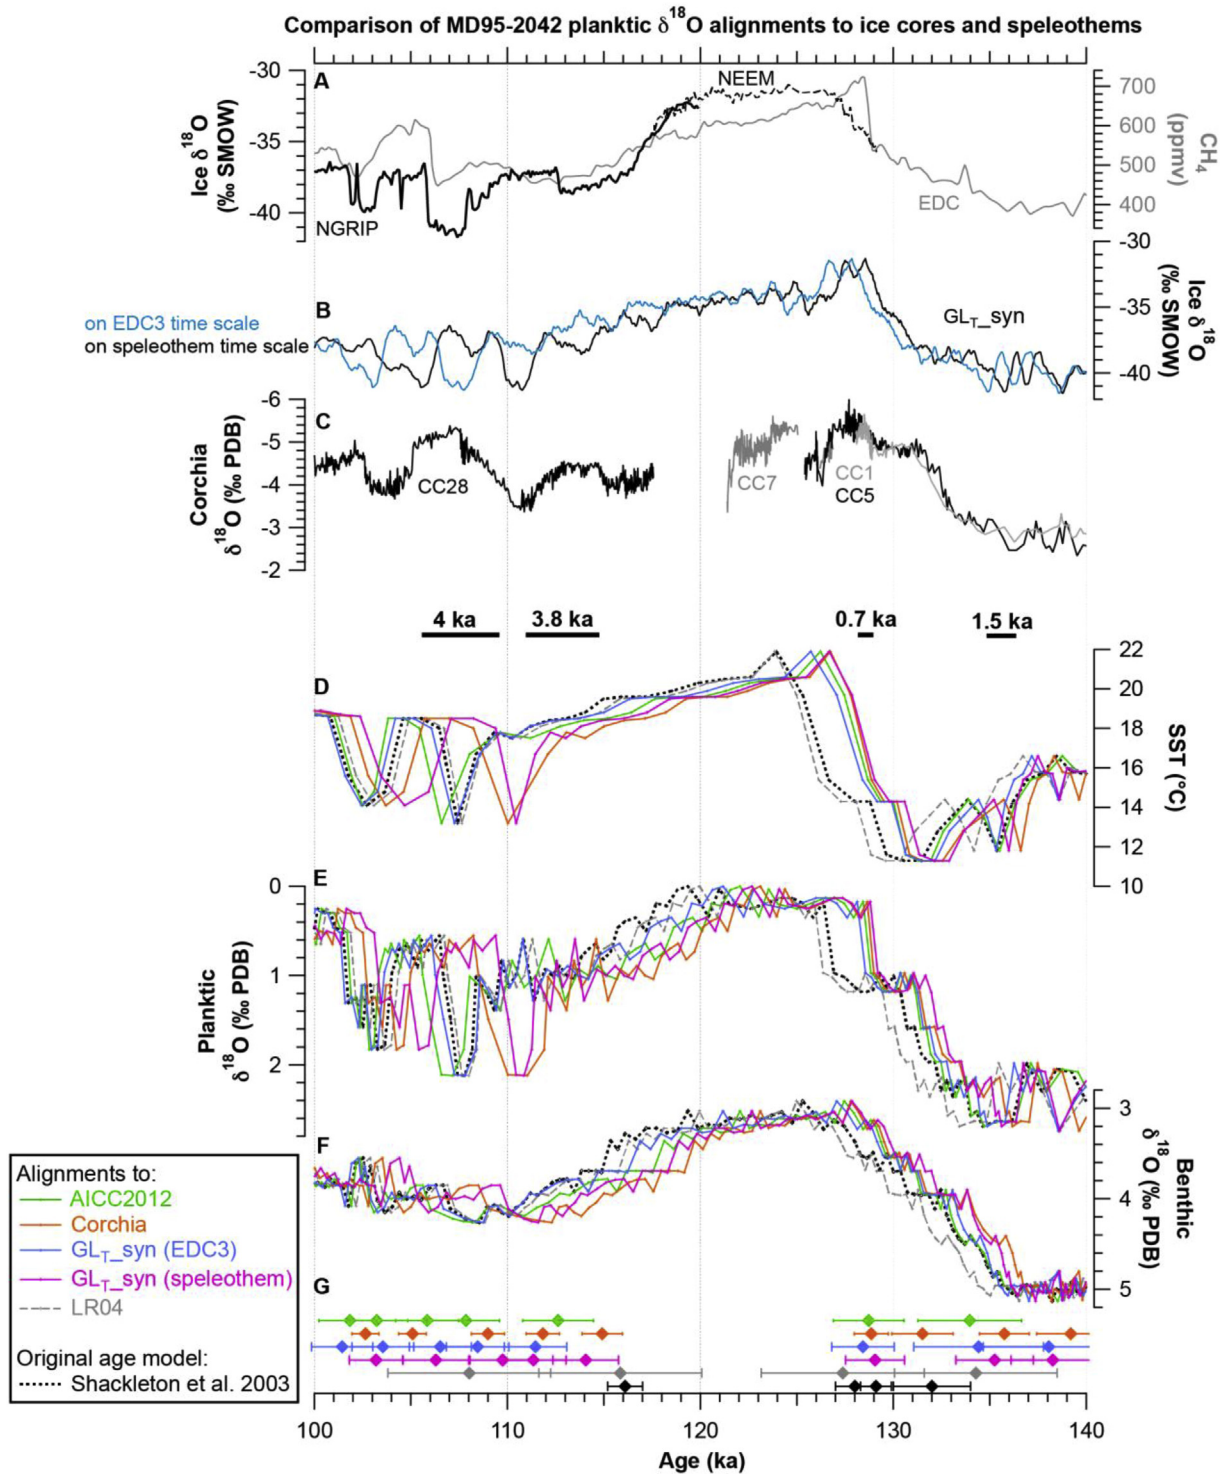 Comparison of MD95-2042 planktic δ18O alignments to ice cores and speleothems
A
-30
-35
-40
Ice δ18O
(‰ SMOW)
NEEM
NGRIP
EDC
700
600
500
400
CH4
(ppmv)
B
on EDC3 time scale
on speleothem time scale
GLT_syn
-30
-35
-40
Ice δ18O
(‰ SMOW)
C
-6
-5
-4
-3
-2
Corchia
δ18O (‰ PDB)
CC28
CC7
CC1
CC5
4 ka
3.8 ka
0.7 ka
1.5 ka
D
22
20
18
16
14
12
10
SST (°C)
E
0
1
2
Planktic
δ18O (‰ PDB)
F
3
4
5
Benthic
δ18O (‰ PDB)
G
Alignments to:
AICC2012
Corchia
GLT_syn (EDC3)
GLT_syn (speleothem)
LR04
Original age model:
Shackleton et al. 2003
100
110
120
130
140
Age (ka)